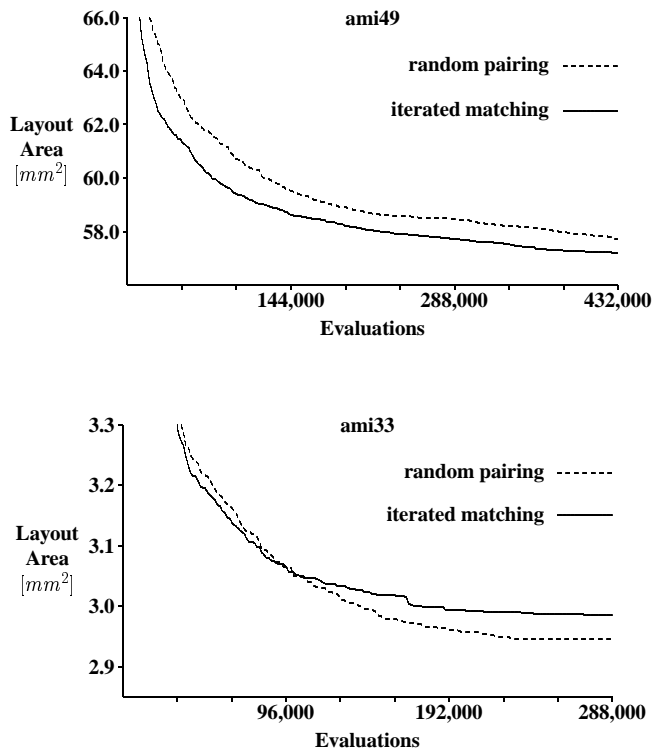 ami49
66.0
64.0
62.0
60.0
58.0
Layout
Area
[mm²]
random pairing
iterated matching
144,000
288,000
432,000
Evaluations
ami33
3.3
3.2
3.1
3.0
2.9
Layout
Area
[mm²]
random pairing
iterated matching
96,000
192,000
288,000
Evaluations